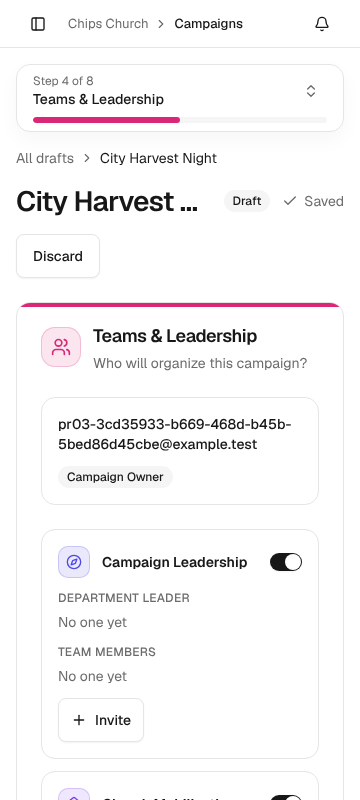 Chips Church > Campaigns
Step 4 of 8
Teams & Leadership
All drafts > City Harvest Night
City Harvest ...
Draft
Saved
Discard
Teams & Leadership
Who will organize this campaign?
pr03-3cd35933-b669-468d-b45b-
5bed86d45cbe@example.test
Campaign Owner
Campaign Leadership
DEPARTMENT LEADER
No one yet
TEAM MEMBERS
No one yet
+ Invite